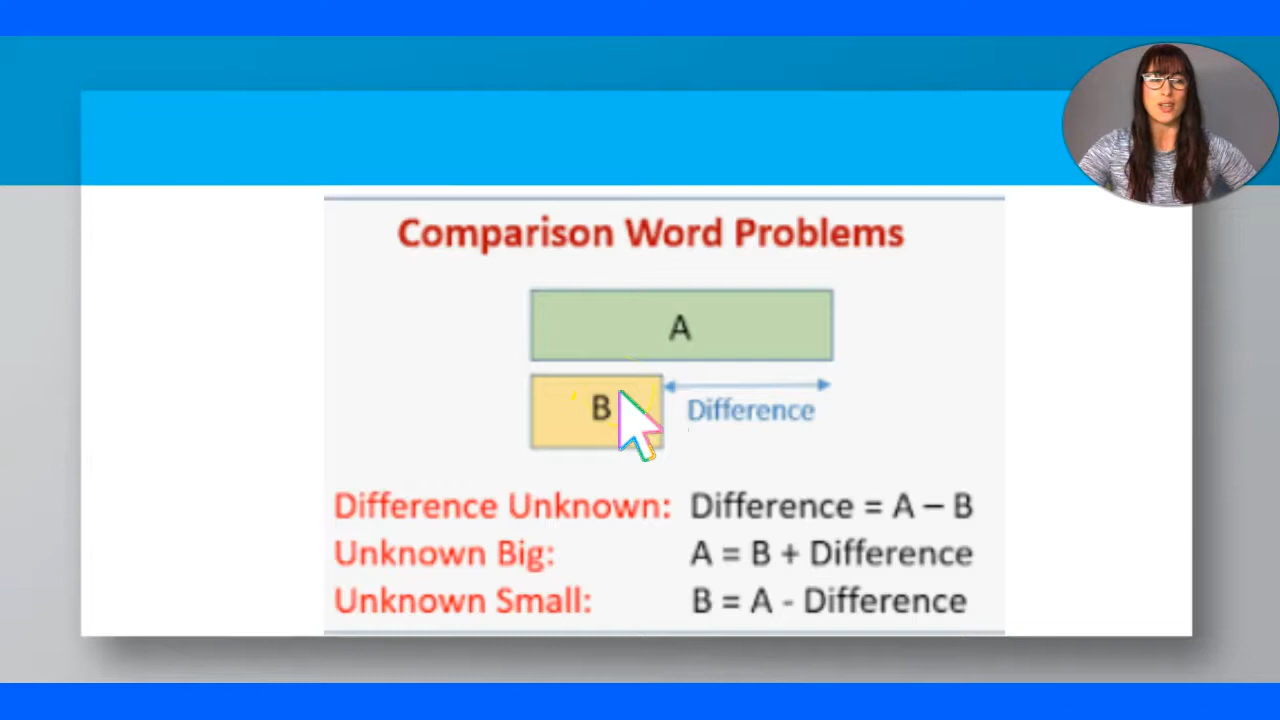 Comparison Word Problems
A
B
Difference
Difference Unknown: Difference = A – B
Unknown Big: A = B + Difference
Unknown Small: B = A - Difference